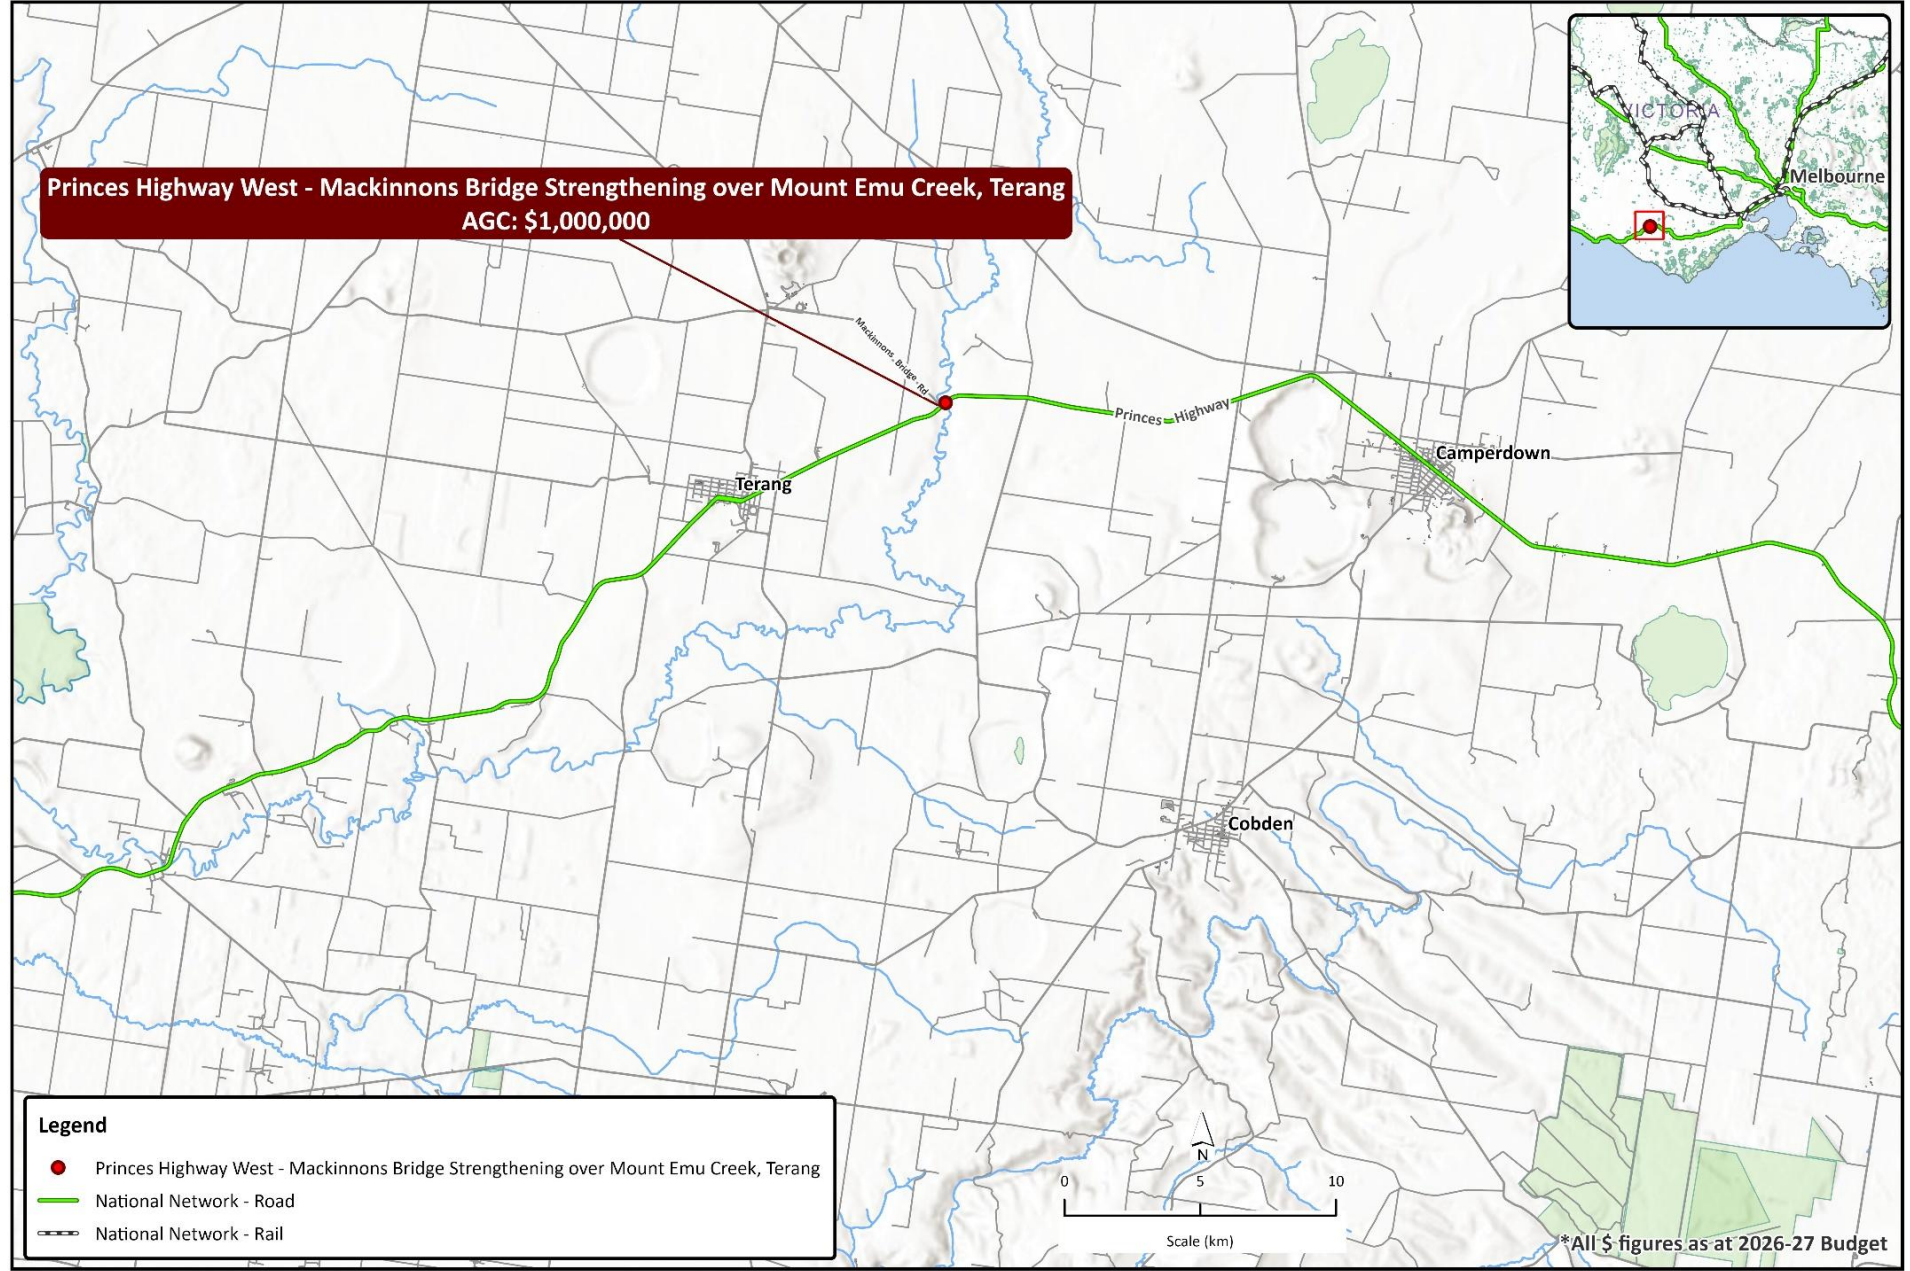 VICTORIA
Melbourne
Princes Highway West - Mackinnons Bridge Strengthening over Mount Emu Creek, Terang
AGC: $1,000,000
Mackinnons Bridge Rd
Princes Highway
Camperdown
Terang
Cobden
Legend
Princes Highway West - Mackinnons Bridge Strengthening over Mount Emu Creek, Terang
National Network - Road
National Network - Rail
N
0 5 10
Scale (km)
*All $ figures as at 2026-27 Budget